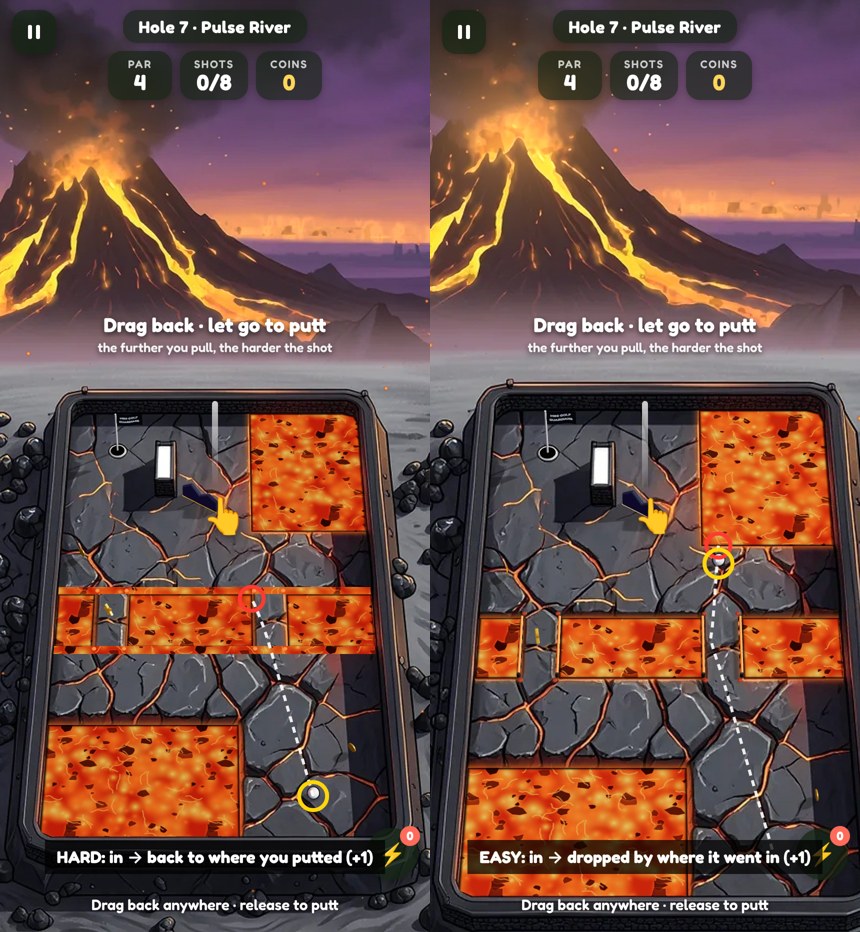 Hole 7 · Pulse River
PAR
4
SHOTS
0/8
COINS
0
Drag back · let go to putt
the further you pull, the harder the shot
HARD: in → back to where you putted (+1)
0
Drag anywhere · release to putt
Hole 7 · Pulse River
PAR
4
SHOTS
0/8
COINS
0
Drag back · let go to putt
the further you pull, the harder the shot
EASY: in → dropped by where it went in (+1)
0
Drag back anywhere · release to putt